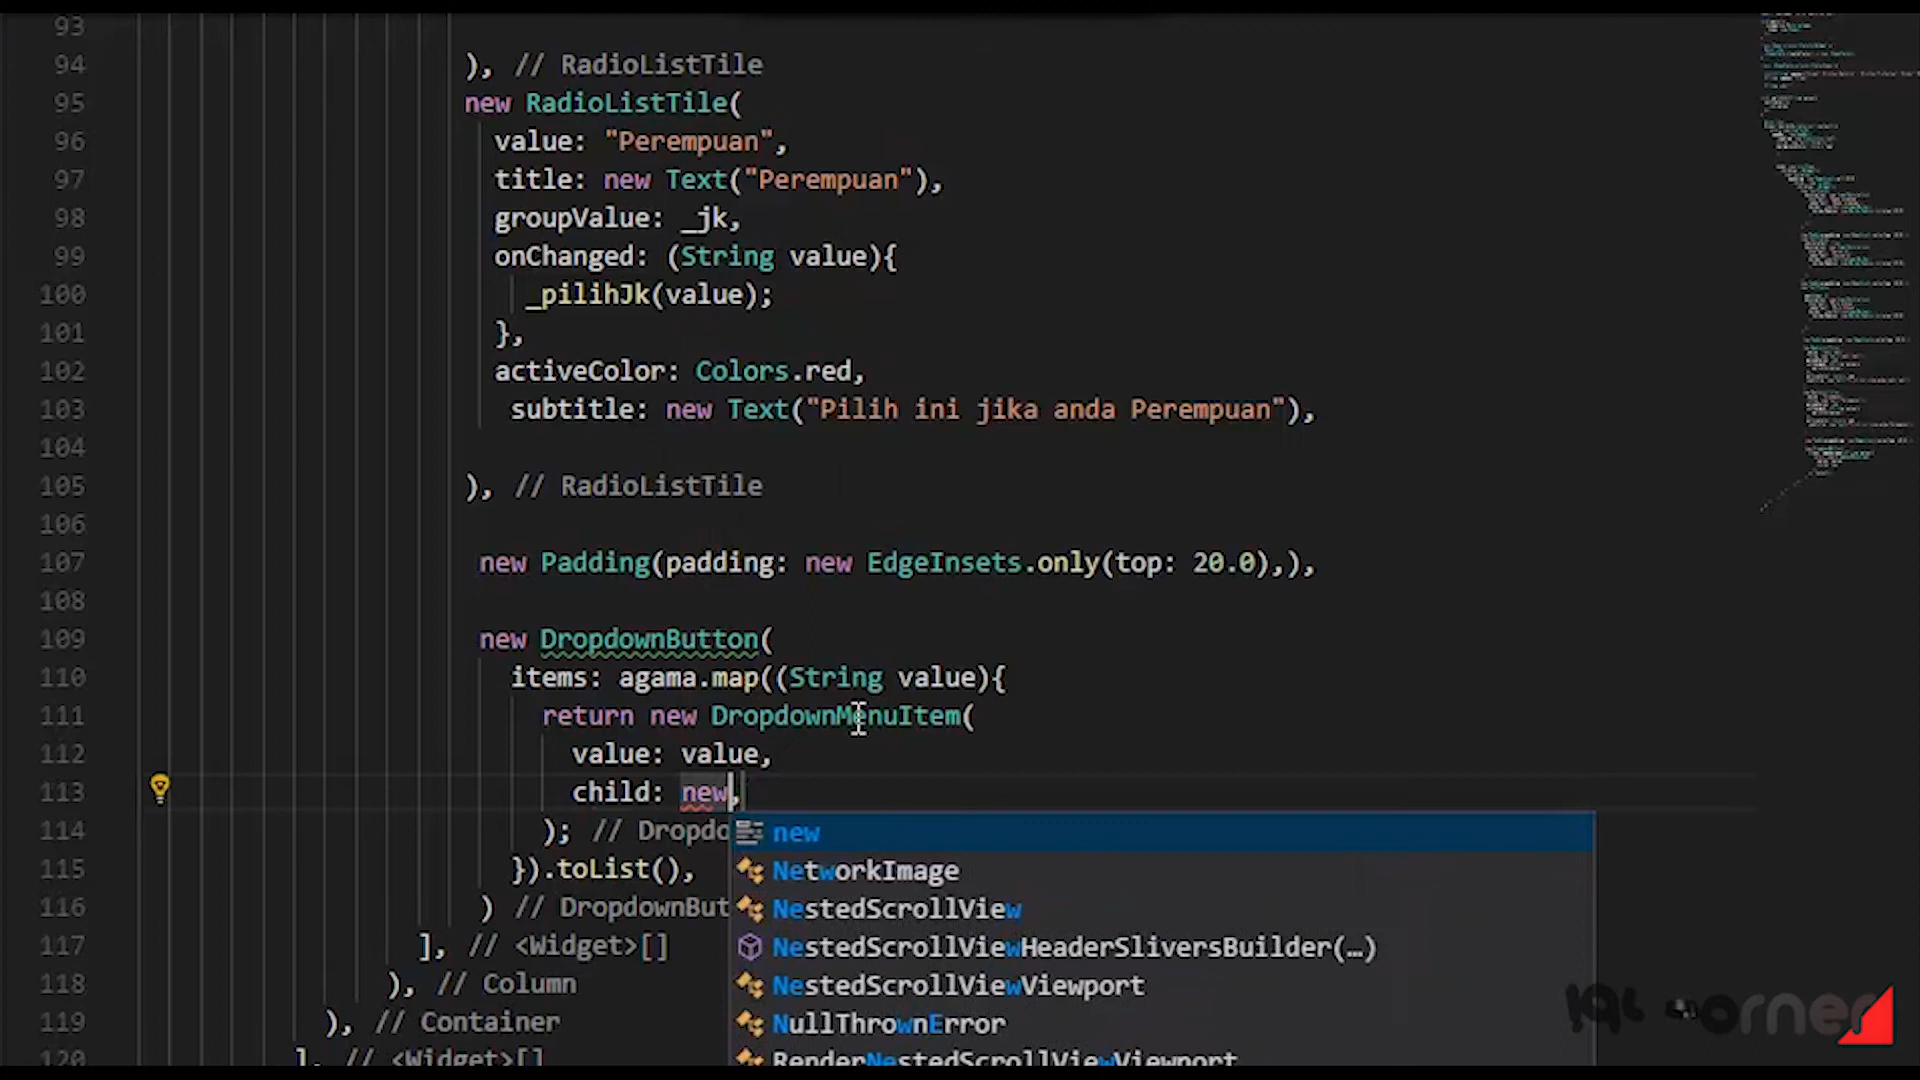 93
94 ), // RadioListTile
95 new RadioListTile(
96 value: "Perempuan",
97 title: new Text("Perempuan"),
98 groupValue: _jk,
99 onChanged: (String value){
100 _pilihJk(value);
101 },
102 activeColor: Colors.red,
103 subtitle: new Text("Pilih ini jika anda Perempuan"),
104
105 ), // RadioListTile
106
107 new Padding(padding: new EdgeInsets.only(top: 20.0),),
108
109 new DropdownButton(
110 items: agama.map((String value){
111 return new DropdownMenuItem(
112 value: value,
113 child: new,
114 ); // Dropdo
115 }).toList(),
116 ) // DropdownBut
117 ], // <Widget>[]
118 ), // Column
119 ), // Container
120 ], // <Widget>[]
new
NetworkImage
NestedScrollView
NestedScrollViewHeaderSliversBuilder(…)
NestedScrollViewViewport
NullThrownError
RenderNestedScrollViewViewport
orner